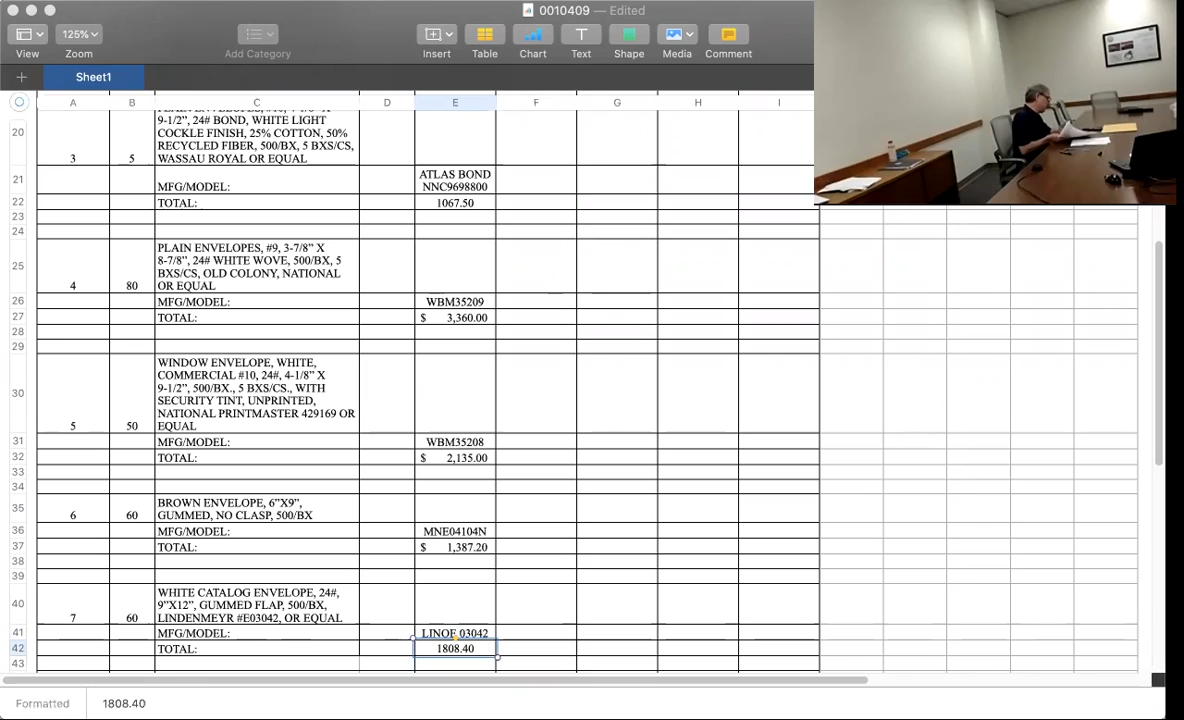 0010409 — Edited
125%
View
Zoom
Add Category
Insert
Table
Chart
Text
Shape
Media
Comment
Sheet1
A B C D E F G H I
20
9-1/2”, 24# BOND, WHITE LIGHT
COCKLE FINISH, 25% COTTON, 50%
RECYCLED FIBER, 500/BX, 5 BXS/CS,
3 5 WASSAU ROYAL OR EQUAL
21 MFG/MODEL: ATLAS BOND
NNC9698800
22 TOTAL: 1067.50
23
24
25 PLAIN ENVELOPES, #9, 3-7/8” X
8-7/8”, 24# WHITE WOVE, 500/BX, 5
BXS/CS, OLD COLONY, NATIONAL
4 80 OR EQUAL
26 MFG/MODEL: WBM35209
27 TOTAL: $ 3,360.00
28
29
30 WINDOW ENVELOPE, WHITE,
COMMERCIAL #10, 24#, 4-1/8” X
9-1/2”, 500/BX., 5 BXS/CS., WITH
SECURITY TINT, UNPRINTED,
NATIONAL PRINTMASTER 429169 OR
5 50 EQUAL
31 MFG/MODEL: WBM35208
32 TOTAL: $ 2,135.00
33
34
35 BROWN ENVELOPE, 6”X9”,
6 60 GUMMED, NO CLASP, 500/BX
36 MFG/MODEL: MNE04104N
37 TOTAL: $ 1,387.20
38
39
40 WHITE CATALOG ENVELOPE, 24#,
9”X12”, GUMMED FLAP, 500/BX,
7 60 LINDENMEYR #E03042, OR EQUAL
41 MFG/MODEL: LINOE 03042
42 TOTAL: 1808.40
43
Formatted 1808.40